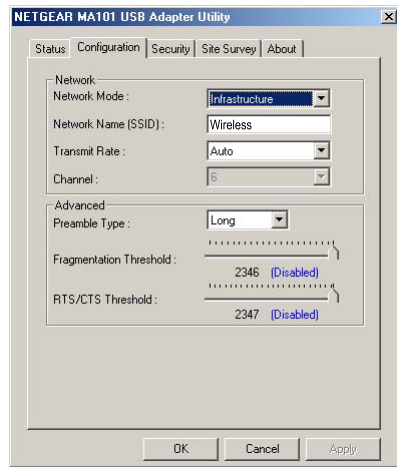 NETGEAR MA101 USB Adapter Utility
Status Configuration Security Site Survey About
Network
Network Mode : Infrastructure
Network Name (SSID) : Wireless
Transmit Rate : Auto
Channel : 6
Advanced
Preamble Type : Long
Fragmentation Threshold :
2346 (Disabled)
RTS/CTS Threshold :
2347 (Disabled)
OK Cancel Apply